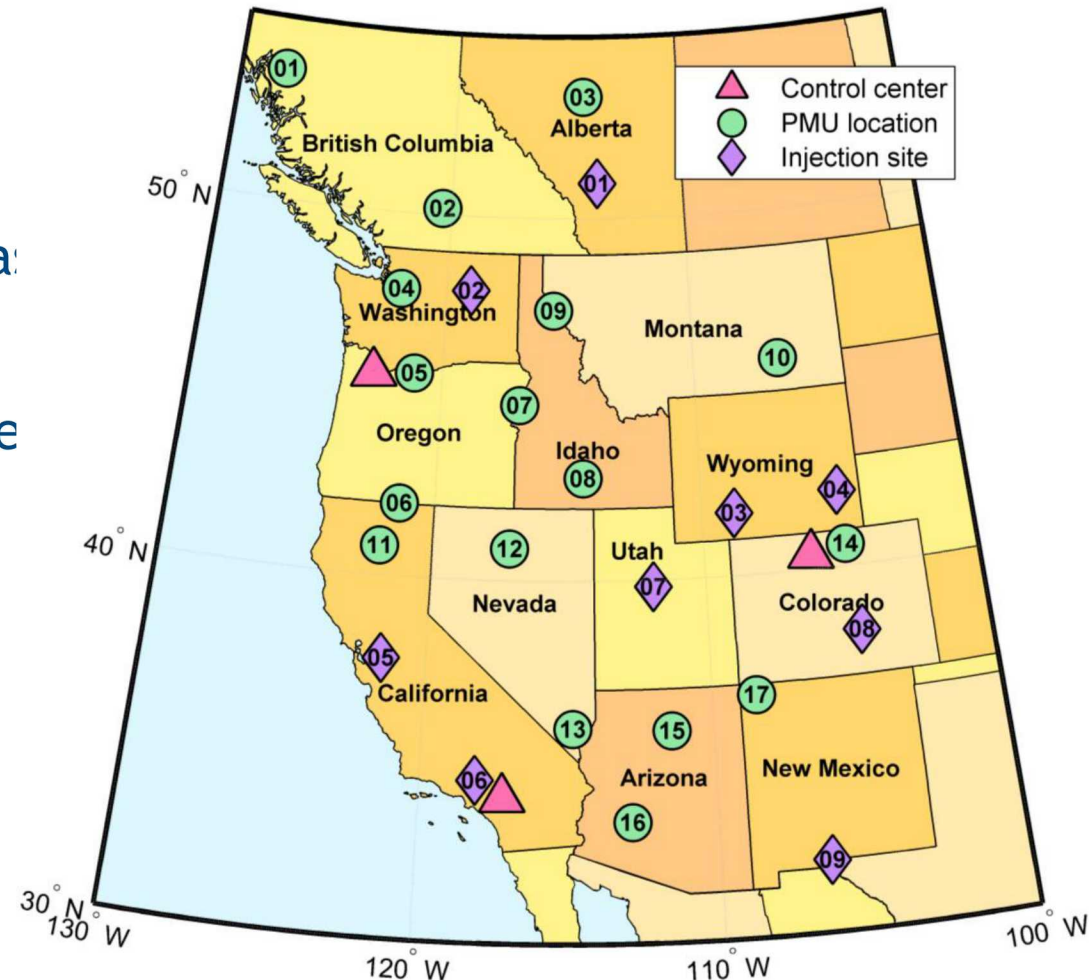 01
03
Alberta
Control center
PMU location
Injection site
British Columbia
50° N
01
02
04
02
Washington
09
Montana
05
10
07
Oregon
Idaho
08
Wyoming
04
03
06
40° N
11
12
Utah
14
07
Nevada
Colorado
08
05
California
17
13
15
06
Arizona
New Mexico
16
09
30° N
130° W
120° W
110° W
100° W